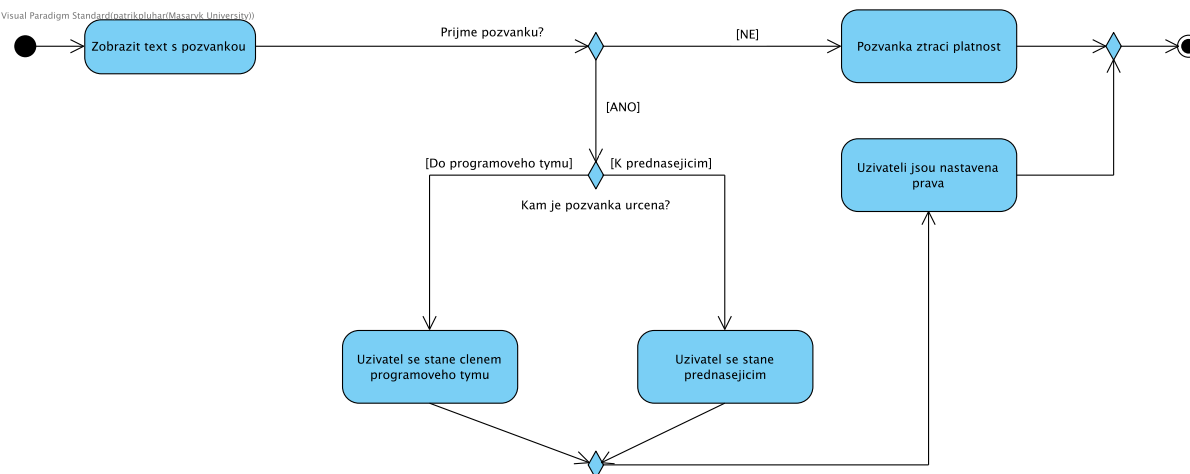 Visual Paradigm Standard(patrikpluhar(Masaryk University))
Zobrazit text s pozvankou
Prijme pozvanku?
[NE]
Pozvanka ztraci platnost
[ANO]
[Do programoveho tymu]
[K prednasejicim]
Kam je pozvanka urcena?
Uzivateli jsou nastavena
prava
Uzivatel se stane clenem
programoveho tymu
Uzivatel se stane
prednasejicim